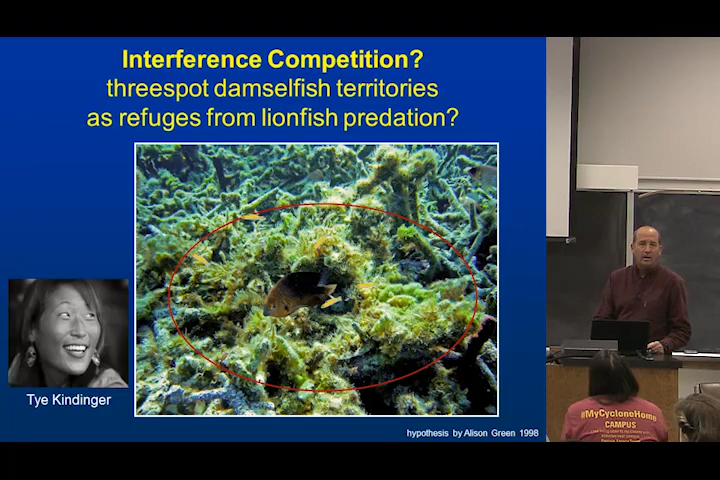 Interference Competition?
threespot damselfish territories
as refuges from lionfish predation?
Tye Kindinger
hypothesis by Alison Green 1998
#MyCycloneHome
CAMPUS